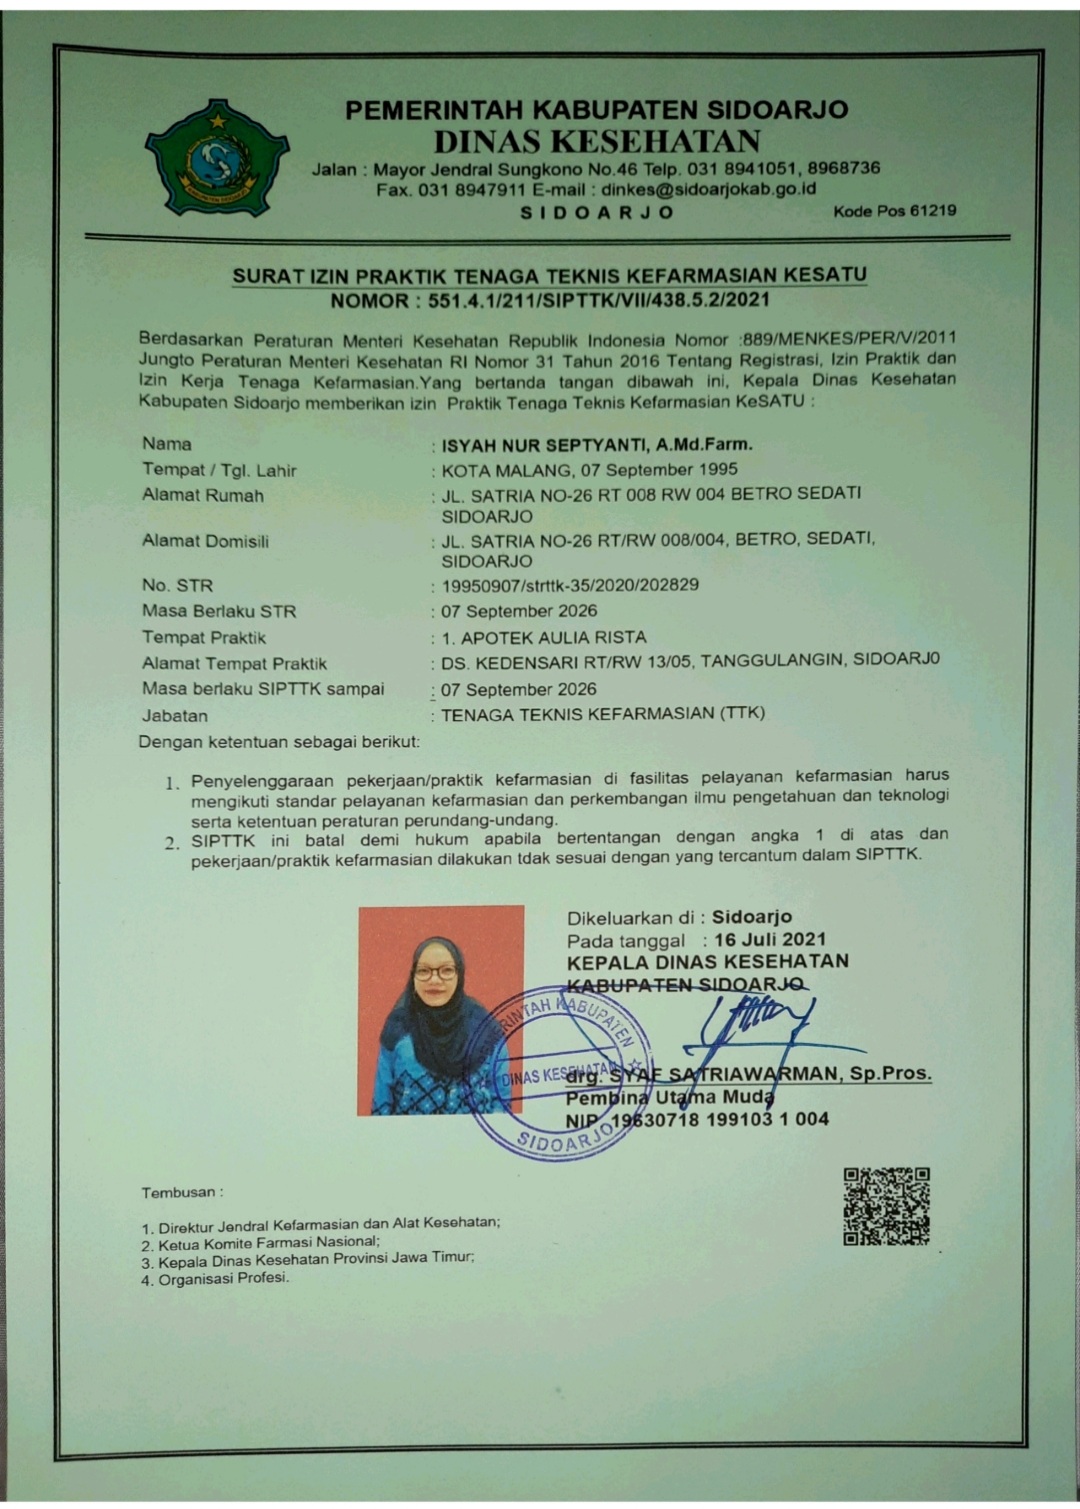 PEMERINTAH KABUPATEN SIDOARJO
DINAS KESEHATAN
Jalan : Mayor Jendral Sungkono No.46 Telp. 031 8941051, 8968736
Fax. 031 8947911 E-mail : dinkes@sidoarjokab.go.id
S I D O A R J O
Kode Pos 61219
SURAT IZIN PRAKTIK TENAGA TEKNIS KEFARMASIAN KESATU
NOMOR : 551.4.1/211/SIPTTK/VII/438.5.2/2021
Berdasarkan Peraturan Menteri Kesehatan Republik Indonesia Nomor :889/MENKES/PER/V/2011
Jungto Peraturan Menteri Kesehatan RI Nomor 31 Tahun 2016 Tentang Registrasi, Izin Praktik dan
Izin Kerja Tenaga Kefarmasian.Yang bertanda tangan dibawah ini, Kepala Dinas Kesehatan
Kabupaten Sidoarjo memberikan izin Praktik Tenaga Teknis Kefarmasian KeSATU :
Nama : ISYAH NUR SEPTYANTI, A.Md.Farm.
Tempat / Tgl. Lahir : KOTA MALANG, 07 September 1995
Alamat Rumah : JL. SATRIA NO-26 RT 008 RW 004 BETRO SEDATI
SIDOARJO
Alamat Domisili : JL. SATRIA NO-26 RT/RW 008/004, BETRO, SEDATI,
SIDOARJO
No. STR : 19950907/strttk-35/2020/202829
Masa Berlaku STR : 07 September 2026
Tempat Praktik : 1. APOTEK AULIA RISTA
Alamat Tempat Praktik : DS. KEDENSARI RT/RW 13/05, TANGGULANGIN, SIDOARJ0
Masa berlaku SIPTTK sampai : 07 September 2026
Jabatan : TENAGA TEKNIS KEFARMASIAN (TTK)
Dengan ketentuan sebagai berikut:
1. Penyelenggaraan pekerjaan/praktik kefarmasian di fasilitas pelayanan kefarmasian harus
mengikuti standar pelayanan kefarmasian dan perkembangan ilmu pengetahuan dan teknologi
serta ketentuan peraturan perundang-undang.
2. SIPTTK ini batal demi hukum apabila bertentangan dengan angka 1 di atas dan
pekerjaan/praktik kefarmasian dilakukan tdak sesuai dengan yang tercantum dalam SIPTTK.
Dikeluarkan di : Sidoarjo
Pada tanggal : 16 Juli 2021
KEPALA DINAS KESEHATAN
KABUPATEN SIDOARJO
PEMERINTAH KABUPATEN
DINAS KESEHATAN
SIDOARJO
drg. SYAF SATRIAWARMAN, Sp.Pros.
Pembina Utama Muda
NIP. 19630718 199103 1 004
Tembusan :
1. Direktur Jendral Kefarmasian dan Alat Kesehatan;
2. Ketua Komite Farmasi Nasional;
3. Kepala Dinas Kesehatan Provinsi Jawa Timur;
4. Organisasi Profesi.